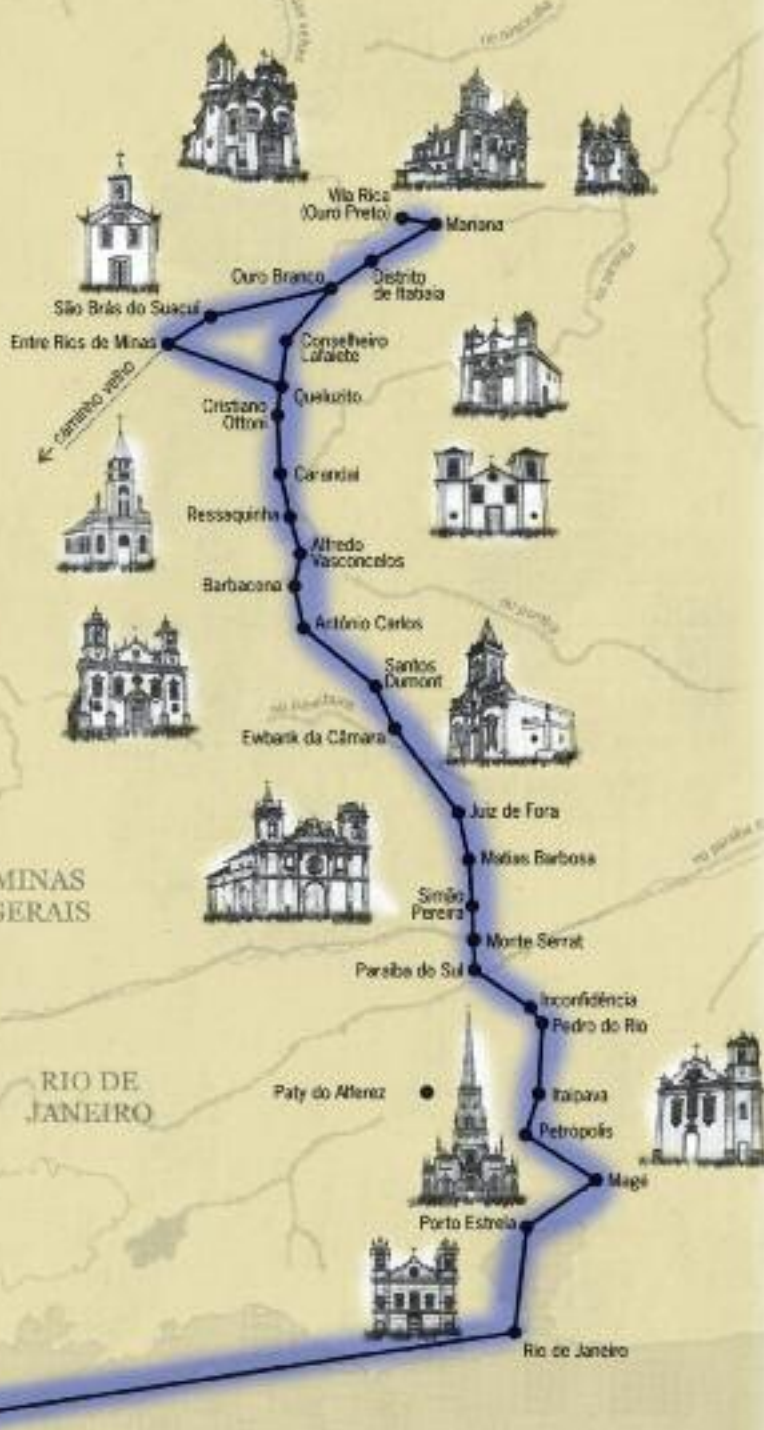 Vila Rica
(Ouro Preto)
Mariana
Ouro Branco
Distrito
de Itabaia
São Brás do Suaçuí
Entre Rios de Minas
Conselheiro
Lafaiete
caminho velho
Queluzito
Cristiano
Ottoni
Carandaí
Ressaquinha
Alfredo
Vasconcelos
Barbacena
Antônio Carlos
Santos
Dumont
Ewbank da Câmara
Juiz de Fora
Matias Barbosa
MINAS
GERAIS
Simão
Pereira
Monte Serrat
Paraíba do Sul
Inconfidência
Pedro do Rio
RIO DE
JANEIRO
Paty do Alferez
Itaipava
Petrópolis
Magé
Porto Estrela
Rio de Janeiro